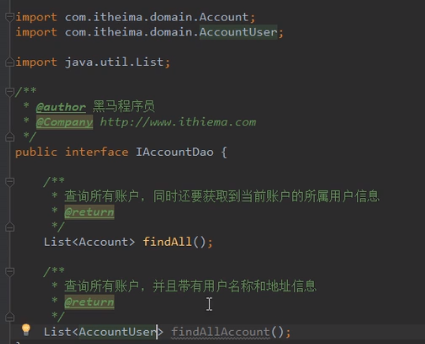 import com.itheima.domain.Account;
import com.itheima.domain.AccountUser;
import java.util.List;
/**
* @author 黑马程序员
* @Company http://www.ithiema.com
*/
public interface IAccountDao {
/**
* 查询所有账户，同时还要获取到当前账户的所属用户信息
* @return
*/
List<Account> findAll();
/**
* 查询所有账户，并且带有用户名称和地址信息
* @return
*/
List<AccountUser> findAllAccount();